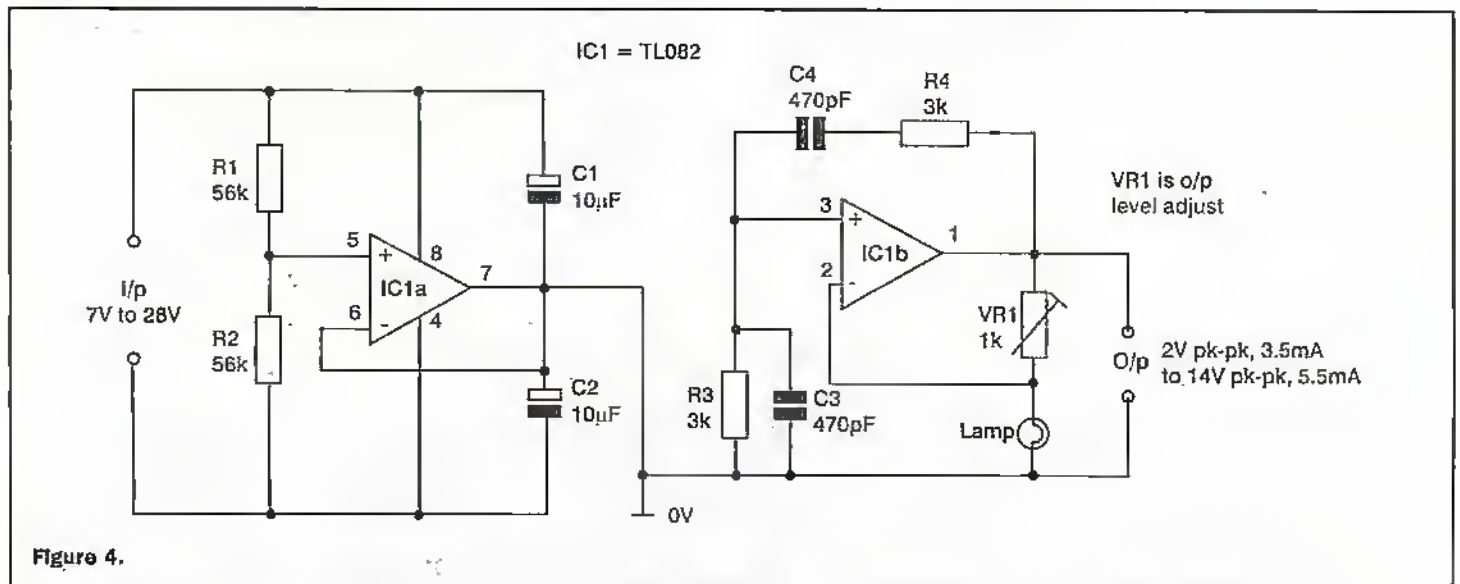 IC1 = TL082
C4
470pF
R4
3k
R1
56k
C1
10µF
5
+
8
IC1a
7
6
-
4
I/p
7V to 28V
R2
56k
C2
10µF
0V
3
+
IC1b
1
2
-
R3
3k
C3
470pF
VR1 is o/p
level adjust
VR1
1k
O/p
2V pk-pk, 3.5mA
to 14V pk-pk, 5.5mA
Lamp
Figure 4.